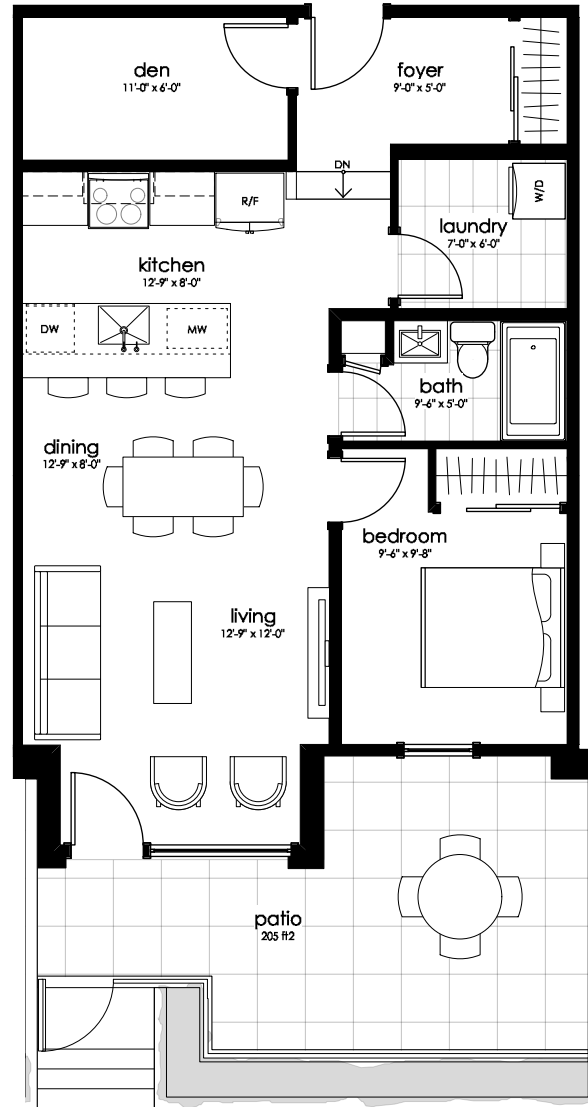 den
11'-0" x 6'-0"
foyer
9'-0" x 5'-0"
DN
R/F
W/D
laundry
7'-0" x 6'-0"
kitchen
12'-9" x 8'-0"
DW
MW
bath
9'-6" x 5'-0"
dining
12'-9" x 8'-0"
bedroom
9'-6" x 9'-8"
living
12'-9" x 12'-0"
patio
205 ft2